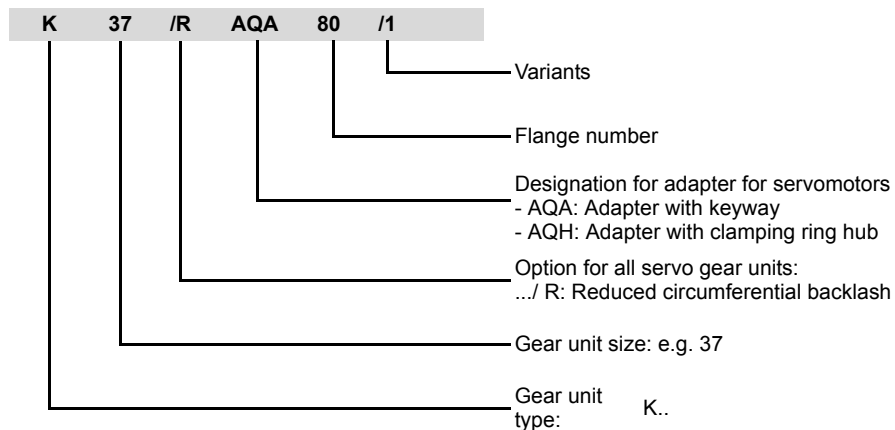 K 37 /R AQA 80 /1
Variants
Flange number
Designation for adapter for servomotors
- AQA: Adapter with keyway
- AQH: Adapter with clamping ring hub
Option for all servo gear units:
.../ R: Reduced circumferential backlash
Gear unit size: e.g. 37
Gear unit
type: K..